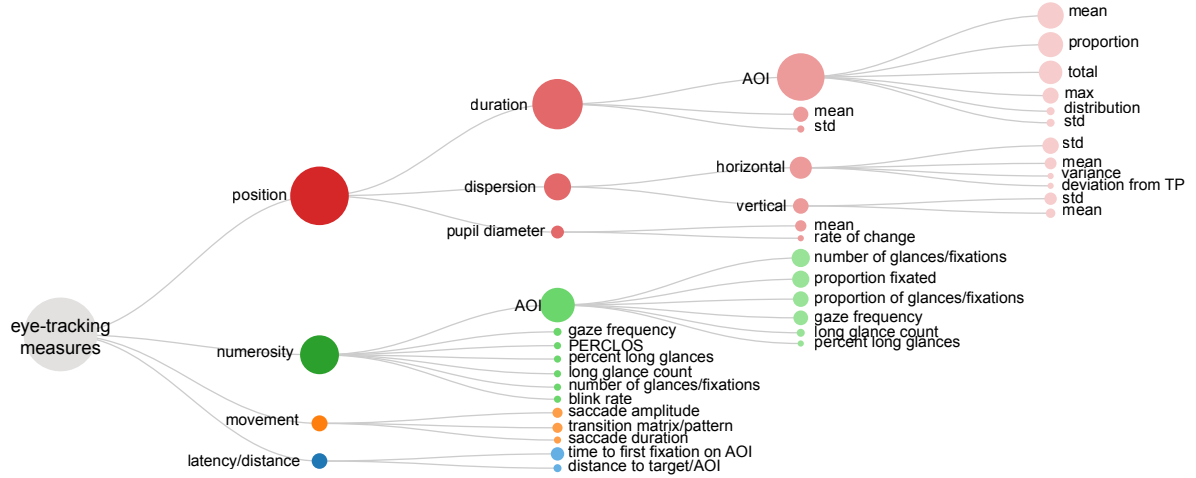 eye-tracking
measures
position
duration
AOI
mean
proportion
total
max
distribution
std
mean
std
dispersion
horizontal
std
mean
variance
deviation from TP
vertical
std
mean
pupil diameter
mean
rate of change
numerosity
AOI
number of glances/fixations
proportion fixated
proportion of glances/fixations
gaze frequency
long glance count
percent long glances
gaze frequency
PERCLOS
percent long glances
long glance count
number of glances/fixations
blink rate
movement
saccade amplitude
transition matrix/pattern
saccade duration
latency/distance
time to first fixation on AOI
distance to target/AOI